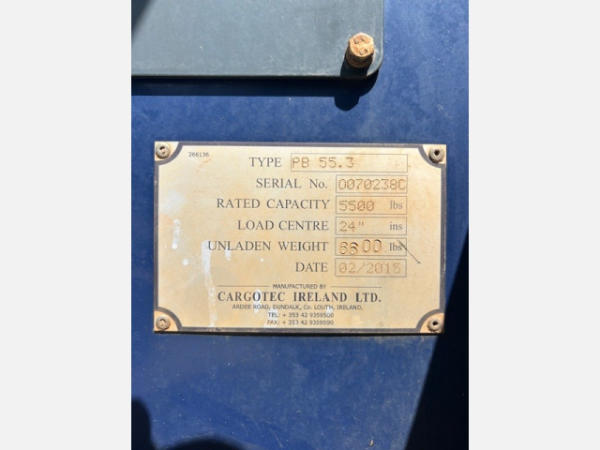 266136
TYPE PB 55.3
SERIAL No. 0070238C
RATED CAPACITY 5500 lbs
LOAD CENTRE 24" ins
UNLADEN WEIGHT 6600 lbs
DATE 02/2015
MANUFACTURED BY
CARGOTEC IRELAND LTD.
ARDEE ROAD, DUNDALK, Co. LOUTH, IRELAND.
TEL: + 353 42 9359500
FAX: + 353 42 9359590